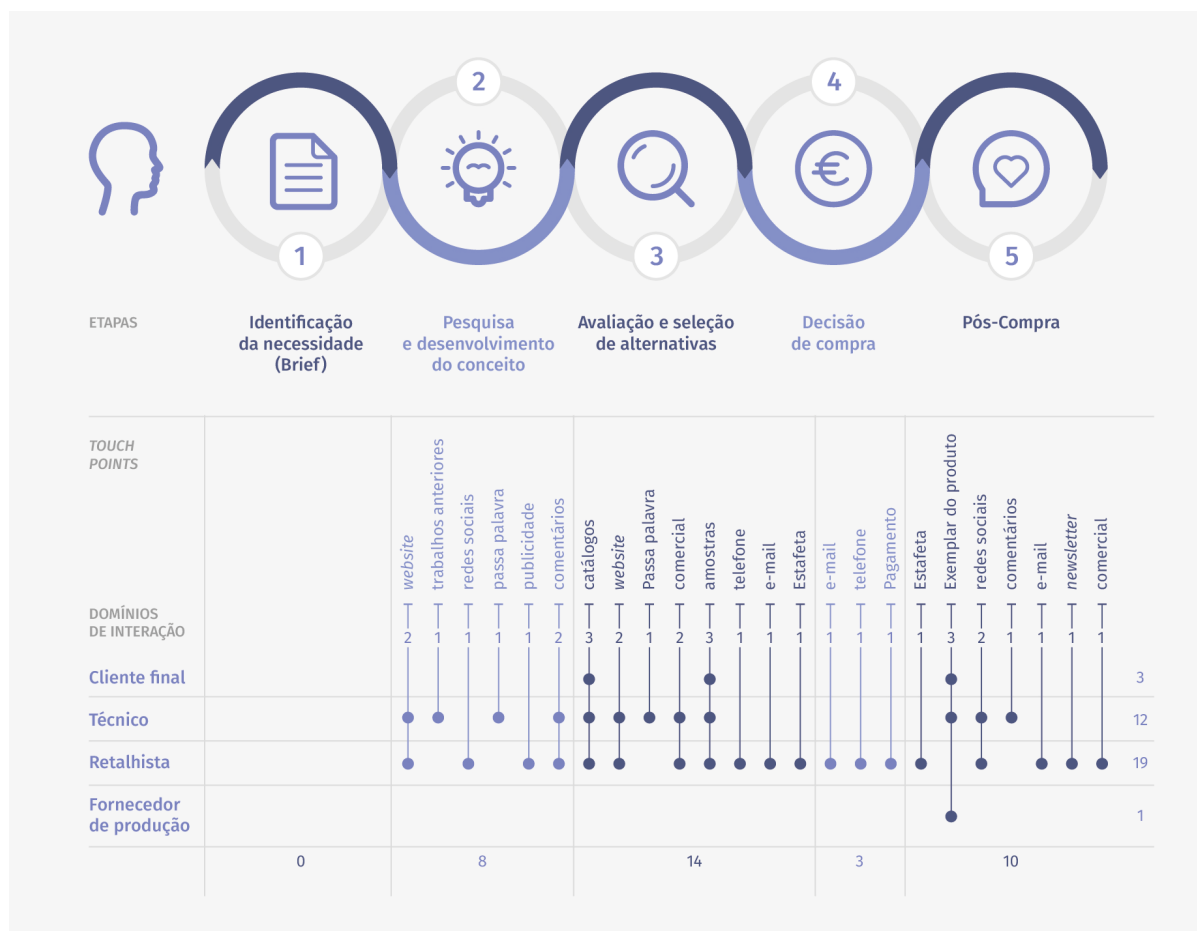 2
4
1
3
5
ETAPAS
Identificação
da necessidade
(Brief)
Pesquisa
e desenvolvimento
do conceito
Avaliação e seleção
de alternativas
Decisão
de compra
Pós-Compra
TOUCH
POINTS
website
trabalhos anteriores
redes sociais
passa palavra
publicidade
comentários
catálogos
website
Passa palavra
comercial
amostras
telefone
e-mail
Estafeta
e-mail
telefone
Pagamento
Estafeta
Exemplar do produto
redes sociais
comentários
e-mail
newsletter
comercial
DOMÍNIOS
DE INTERAÇÃO
2 1 1 1 1 2 3 2 1 2 3 1 1 1 1 1 1 1 3 2 1 1 1 1
Cliente final 3
Técnico 12
Retalhista 19
Fornecedor
de produção 1
0 8 14 3 10